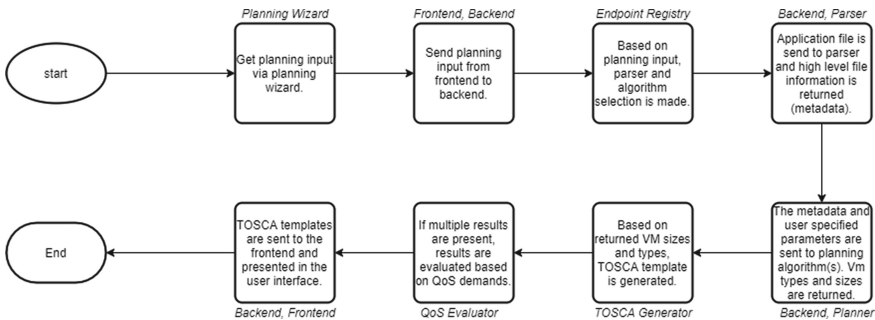 Planning Wizard
Frontend, Backend
Endpoint Registry
Backend, Parser
start
Get planning input
via planning
wizard.
Send planning
input from
frontend to
backend.
Based on
planning input,
parser and
algorithm
selection is made.
Application file is
send to parser
and high level file
information is
returned
(metadata).
End
TOSCA templates
are sent to the
frontend and
presented in the
user interface.
If multiple results
are present,
results are
evaluated based
on QoS demands.
Based on
returned VM sizes
and types,
TOSCA template
is generated.
The metadata and
user specified
parameters are
sent to planning
algorithm(s). Vm
types and sizes
are returned.
Backend, Frontend
QoS Evaluator
TOSCA Generator
Backend, Planner